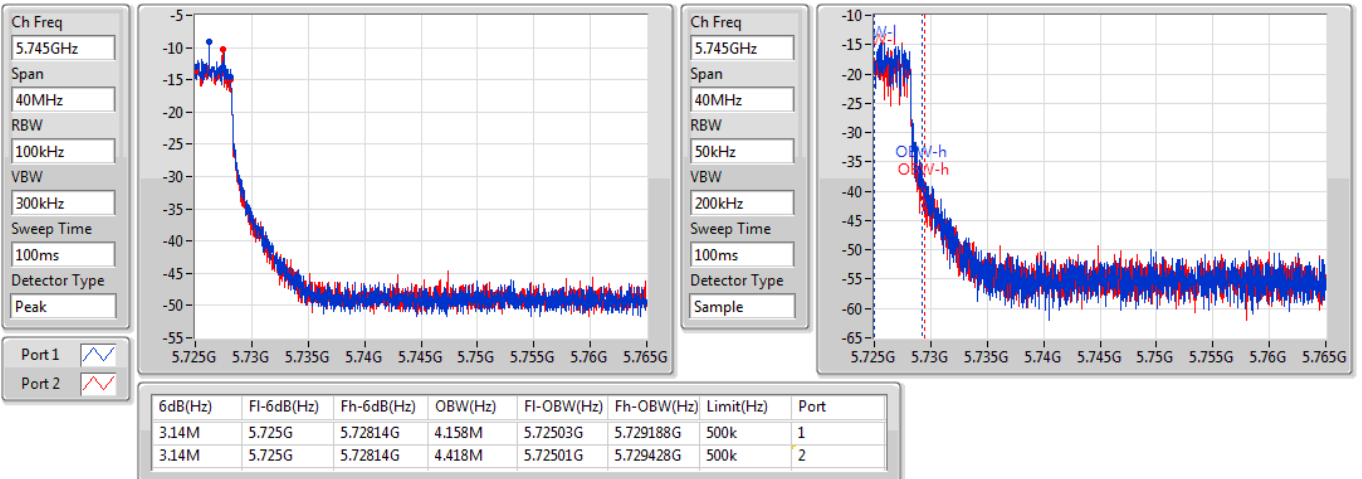 Ch Freq
5.745GHz
Span
40MHz
RBW
100kHz
VBW
300kHz
Sweep Time
100ms
Detector Type
Peak
Port 1
Port 2
-5
-10
-15
-20
-25
-30
-35
-40
-45
-50
-55
5.725G 5.73G 5.735G 5.74G 5.745G 5.75G 5.755G 5.76G 5.765G
Ch Freq
5.745GHz
Span
40MHz
RBW
50kHz
VBW
200kHz
Sweep Time
100ms
Detector Type
Sample
-10
-15
-20
-25
-30
-35
-40
-45
-50
-55
-60
-65
W-l
W-l
OBW-h
OBW-h
5.725G 5.73G 5.735G 5.74G 5.745G 5.75G 5.755G 5.76G 5.765G
6dB(Hz) Fl-6dB(Hz) Fh-6dB(Hz) OBW(Hz) Fl-OBW(Hz) Fh-OBW(Hz) Limit(Hz) Port
3.14M 5.725G 5.72814G 4.158M 5.72503G 5.729188G 500k 1
3.14M 5.725G 5.72814G 4.418M 5.72501G 5.729428G 500k 2